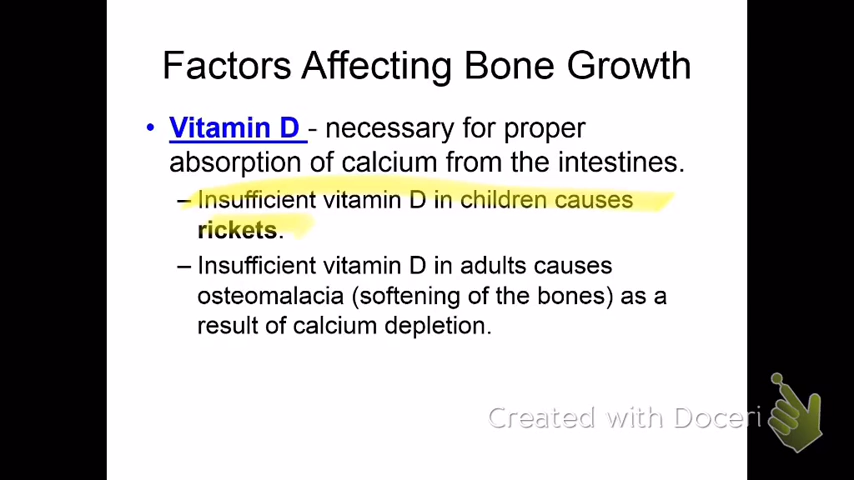 Factors Affecting Bone Growth
• Vitamin D - necessary for proper
absorption of calcium from the intestines.
– Insufficient vitamin D in children causes
rickets.
– Insufficient vitamin D in adults causes
osteomalacia (softening of the bones) as a
result of calcium depletion.
Created with Doceri